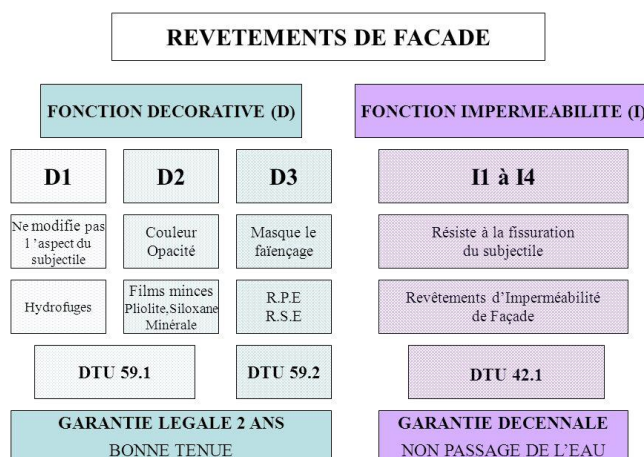 REVETEMENTS DE FACADE
FONCTION DECORATIVE (D)
FONCTION IMPERMEABILITE (I)
D1
D2
D3
I1 à I4
Ne modifie pas
l ’aspect du
subjectile
Couleur
Opacité
Masque le
faïençage
Résiste à la fissuration
du subjectile
Hydrofuges
Films minces
Pliolite,Siloxane
Minérale
R.P.E
R.S.E
Revêtements d’Imperméabilité
de Façade
DTU 59.1
DTU 59.2
DTU 42.1
GARANTIE LEGALE 2 ANS
BONNE TENUE
GARANTIE DECENNALE
NON PASSAGE DE L’EAU